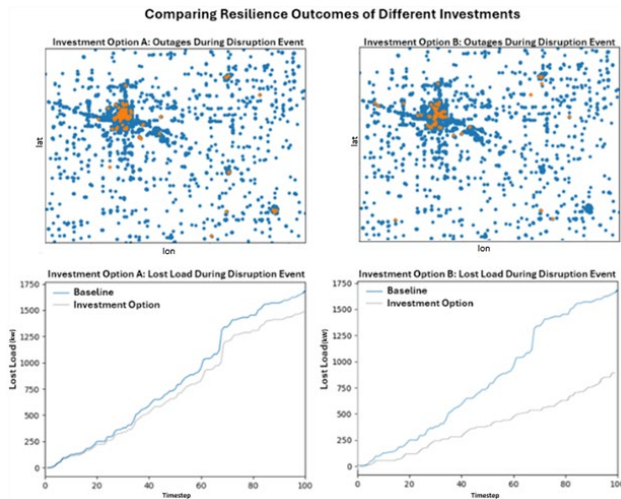 Comparing Resilience Outcomes of Different Investments
Investment Option A: Outages During Disruption Event
Investment Option B: Outages During Disruption Event
lat
lat
lon
lon
Investment Option A: Lost Load During Disruption Event
Investment Option B: Lost Load During Disruption Event
1750
1500
1250
1000
750
500
250
0
Lost Load (kw)
Baseline
Investment Option
0 20 40 60 80 100
Timestep
1750
1500
1250
1000
750
500
250
0
Lost Load (kw)
Baseline
Investment Option
0 20 40 60 80 100
Timestep